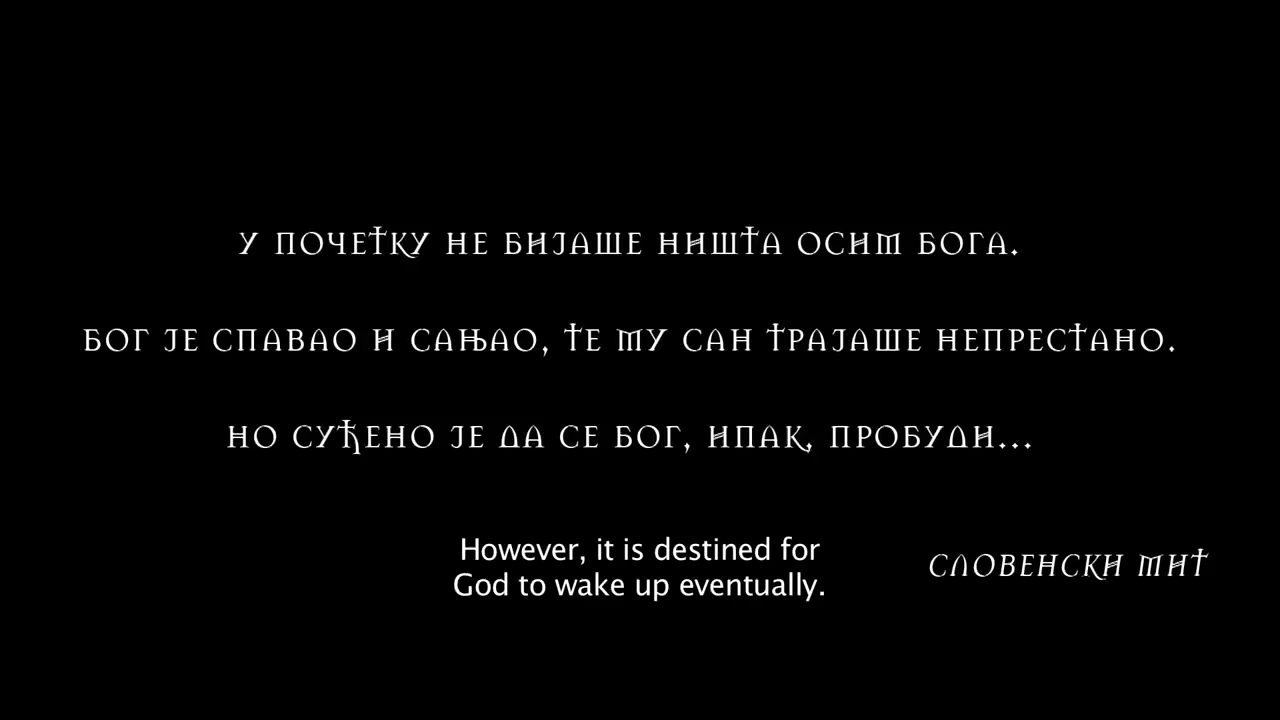 У ПОЧЕТКУ НЕ БИЈАШЕ НИШТА ОСИМ БОГА.
БОГ ЈЕ СПАВАО И САЊАО, ТЕ МУ САН ТРАЈАШЕ НЕПРЕСТАНО.
НО СУЂЕНО ЈЕ ДА СЕ БОГ, ИПАК, ПРОБУДИ...
However, it is destined for
God to wake up eventually.
СЛОВЕНСКИ МИТ